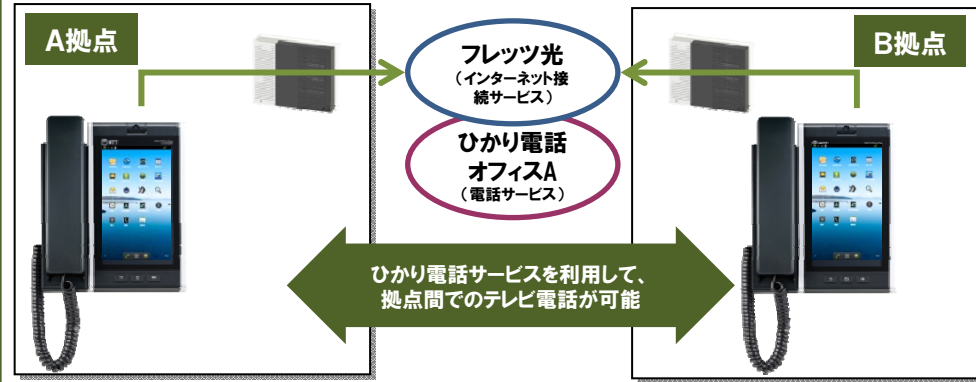 A拠点
B拠点
フレッツ光
(インターネット接
続サービス)
ひかり電話
オフィスA
(電話サービス)
ひかり電話サービスを利用して、
拠点間でのテレビ電話が可能